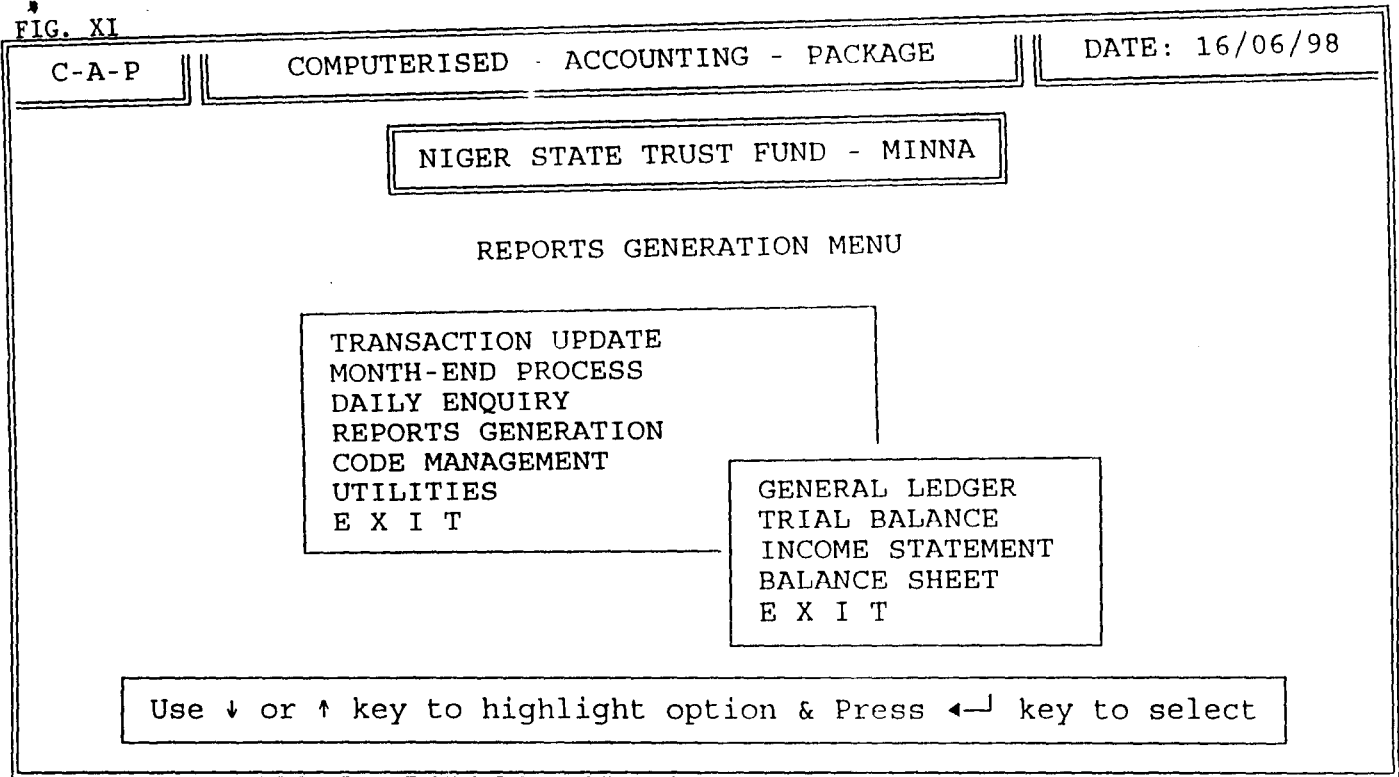 FIG. XI
C-A-P
COMPUTERISED - ACCOUNTING - PACKAGE
DATE: 16/06/98
NIGER STATE TRUST FUND - MINNA
REPORTS GENERATION MENU
TRANSACTION UPDATE
MONTH-END PROCESS
DAILY ENQUIRY
REPORTS GENERATION
CODE MANAGEMENT
UTILITIES
E X I T
GENERAL LEDGER
TRIAL BALANCE
INCOME STATEMENT
BALANCE SHEET
E X I T
Use ↓ or ↑ key to highlight option & Press ◄─┘ key to select